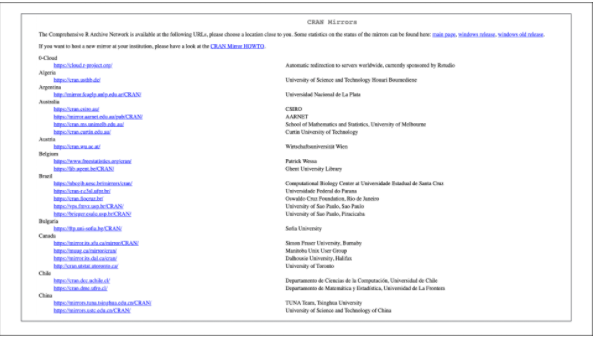 CRAN Mirrors
The Comprehensive R Archive Network is available at the following URLs, please choose a location close to you. Some statistics on the status of the mirrors can be found here: main page, windows release, windows old release.
If you want to host a new mirror at your institution, please have a look at the CRAN Mirror HOWTO.
0-Cloud
https://cloud.r-project.org/ Automatic redirection to servers worldwide, currently sponsored by Rstudio
Algeria
https://cran.usthb.dz/ University of Science and Technology Houari Boumediene
Argentina
http://mirror.fcaglp.unlp.edu.ar/CRAN/ Universidad Nacional de La Plata
Australia
https://cran.csiro.au/ CSIRO
https://mirror.aarnet.edu.au/pub/CRAN/ AARNET
https://cran.ms.unimelb.edu.au/ School of Mathematics and Statistics, University of Melbourne
https://cran.curtin.edu.au/ Curtin University of Technology
Austria
https://cran.wu.ac.at/ Wirtschaftsuniversität Wien
Belgium
https://www.freestatistics.org/cran/ Patrick Wessa
https://lib.ugent.be/CRAN/ Ghent University Library
Brazil
https://nbcgib.uesc.br/mirrors/cran/ Computational Biology Center at Universidade Estadual de Santa Cruz
https://cran-r.c3sl.ufpr.br/ Universidade Federal do Parana
https://cran.fiocruz.br/ Oswaldo Cruz Foundation, Rio de Janeiro
https://vps.fmvz.usp.br/CRAN/ University of Sao Paulo, Sao Paulo
https://brieger.esalq.usp.br/CRAN/ University of Sao Paulo, Piracicaba
Bulgaria
https://ftp.uni-sofia.bg/CRAN/ Sofia University
Canada
https://mirror.its.sfu.ca/mirror/CRAN/ Simon Fraser University, Burnaby
https://muug.ca/mirror/cran/ Manitoba Unix User Group
https://mirror.its.dal.ca/cran/ Dalhousie University, Halifax
http://cran.utstat.utoronto.ca/ University of Toronto
Chile
https://cran.dcc.uchile.cl/ Departamento de Ciencias de la Computación, Universidad de Chile
https://cran.dme.ufro.cl/ Departamento de Matemática y Estadística, Universidad de La Frontera
China
https://mirrors.tuna.tsinghua.edu.cn/CRAN/ TUNA Team, Tsinghua University
https://mirrors.ustc.edu.cn/CRAN/ University of Science and Technology of China